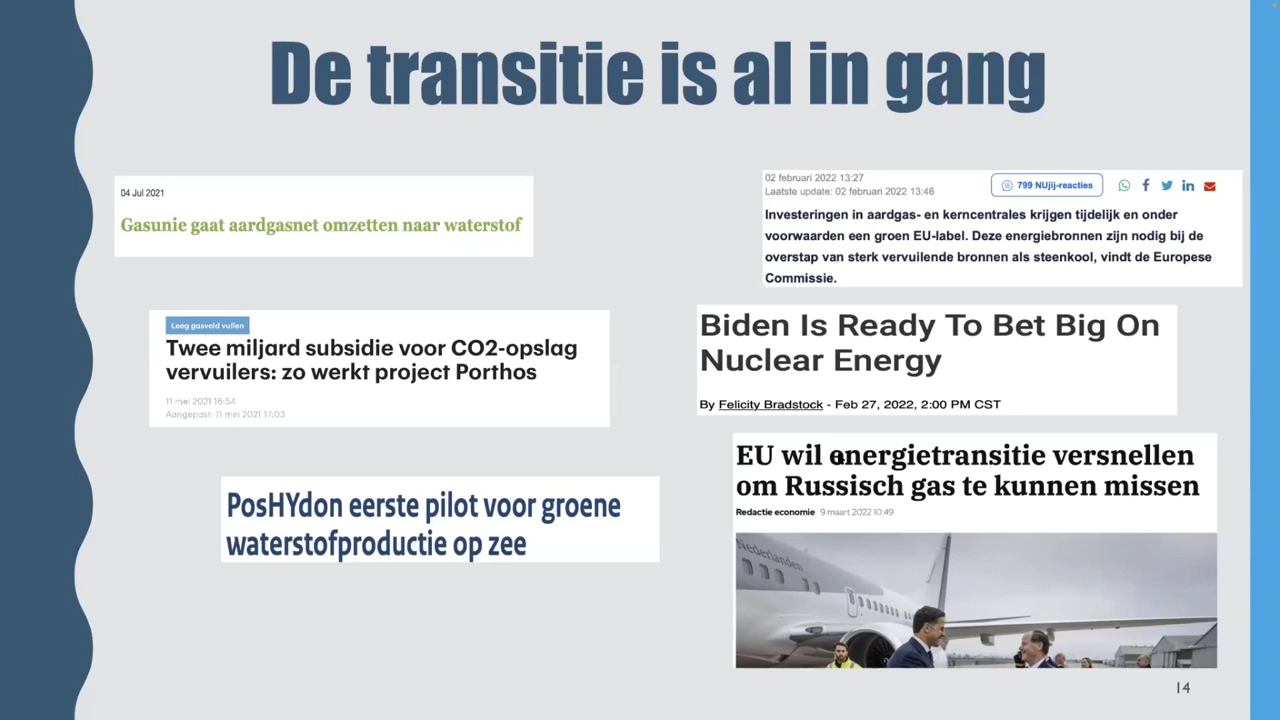 De transitie is al in gang
04 Jul 2021
Gasunie gaat aardgasnet omzetten naar waterstof
Leeg gasveld vullen
Twee miljard subsidie voor CO2-opslag
vervuilers: zo werkt project Porthos
11 mei 2021 16:54
Aangepast: 11 mei 2021 17:03
PosHYdon eerste pilot voor groene
waterstofproductie op zee
02 februari 2022 13:27
Laatste update: 02 februari 2022 13:46
799 NUjij-reacties
Investeringen in aardgas- en kerncentrales krijgen tijdelijk en onder
voorwaarden een groen EU-label. Deze energiebronnen zijn nodig bij de
overstap van sterk vervuilende bronnen als steenkool, vindt de Europese
Commissie.
Biden Is Ready To Bet Big On
Nuclear Energy
By Felicity Bradstock - Feb 27, 2022, 2:00 PM CST
EU wil energietransitie versnellen
om Russisch gas te kunnen missen
Redactie economie 9 maart 2022 10:49
Nederlanden
14